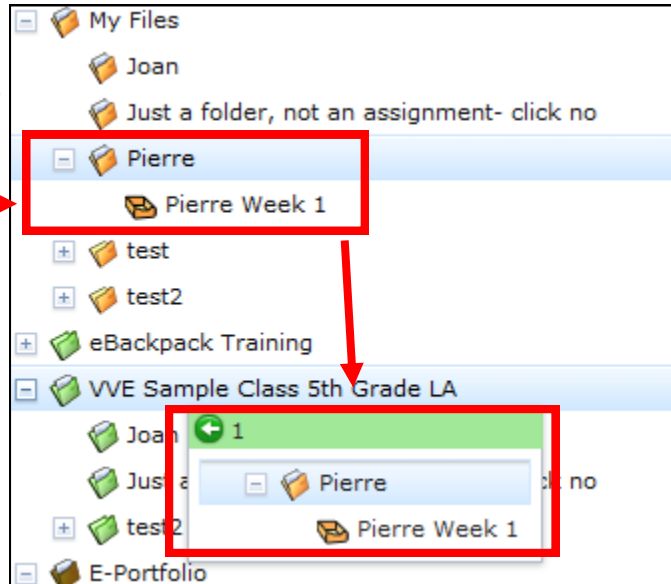 My Files
Joan
Just a folder, not an assignment- click no
Pierre
Pierre Week 1
test
test2
eBackpack Training
VVE Sample Class 5th Grade LA
Joan
1
Just
Pierre
no
test2
Pierre Week 1
E-Portfolio